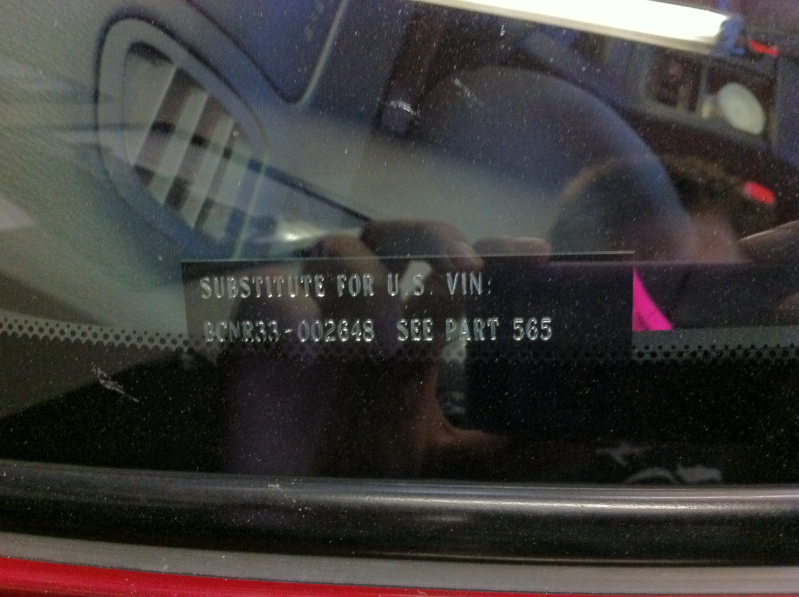 SUBSTITUTE FOR U.S. VIN:
BCNR33-002648 SEE PART 565